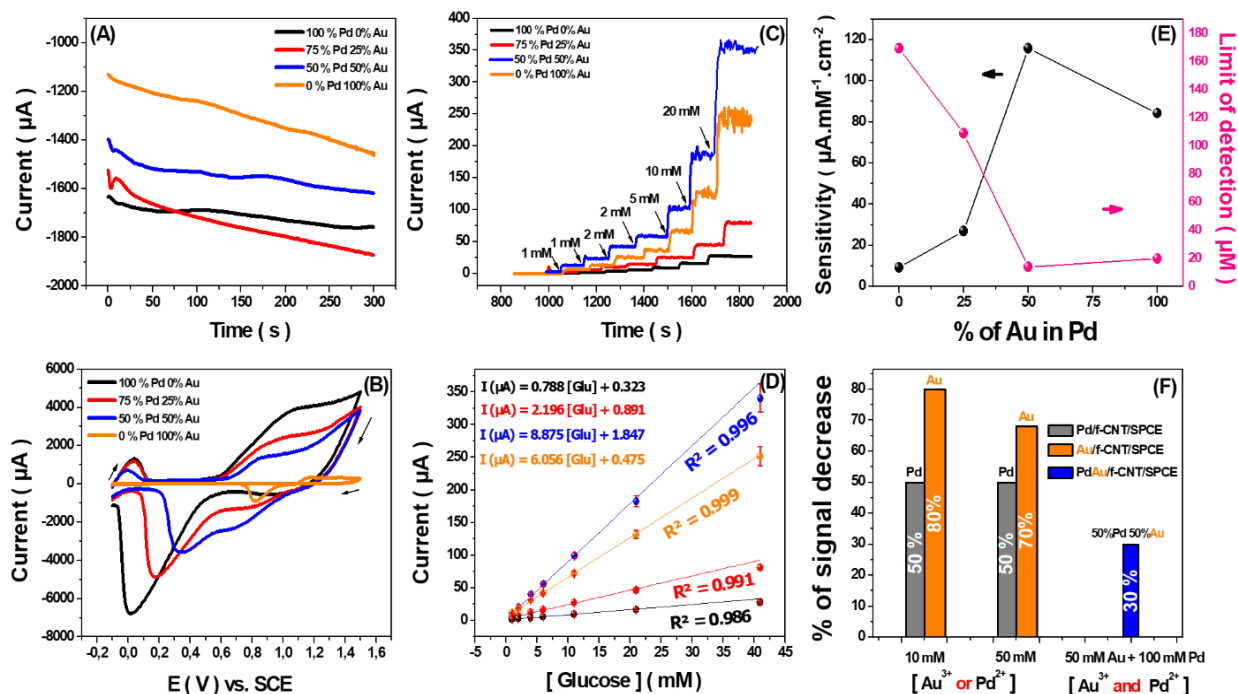 (A)
100 % Pd 0% Au
75 % Pd 25% Au
50 % Pd 50% Au
0 % Pd 100% Au
Current ( µA)
-1000
-1200
-1400
-1600
-1800
-2000
0 50 100 150 200 250 300
Time ( s )
(C)
100 % Pd 0% Au
75 % Pd 25% Au
50 % Pd 50% Au
0 % Pd 100% Au
Current ( µA)
400
350
300
250
200
150
100
50
0
1 mM
1 mM
2 mM
2 mM
5 mM
10 mM
20 mM
800 1000 1200 1400 1600 1800 2000
Time ( s )
(E)
Sensitivity ( µA.mM⁻¹.cm⁻²
120
100
80
60
40
20
0
Limit of detection ( µM)
180
160
140
120
100
80
60
40
20
0
0 25 50 75 100
% of Au in Pd
(B)
100 % Pd 0% Au
75 % Pd 25% Au
50 % Pd 50% Au
0 % Pd 100% Au
Current ( µA)
6000
4000
2000
0
-2000
-4000
-6000
-8000
-0,2 0,0 0,2 0,4 0,6 0,8 1,0 1,2 1,4 1,6
E ( V ) vs. SCE
(D)
I (µA) = 0.788 [Glu] + 0.323
I (µA) = 2.196 [Glu] + 0.891
I (µA) = 8.875 [Glu] + 1.847
I (µA) = 6.056 [Glu] + 0.475
R² = 0.996
R² = 0.999
R² = 0.991
R² = 0.986
Current ( µA)
350
300
250
200
150
100
50
0
0 5 10 15 20 25 30 35 40 45
[ Glucose ] ( mM)
(F)
% of signal decrease
80
70
60
50
40
30
20
10
0
Pd
50 %
Au
80%
Pd
50 %
Au
70%
50%Pd 50%Au
30 %
Pd/f-CNT/SPCE
Au/f-CNT/SPCE
PdAu/f-CNT/SPCE
10 mM 50 mM 50 mM Au + 100 mM Pd
[ Au³⁺ or Pd²⁺ ] [ Au³⁺ and Pd²⁺ ]